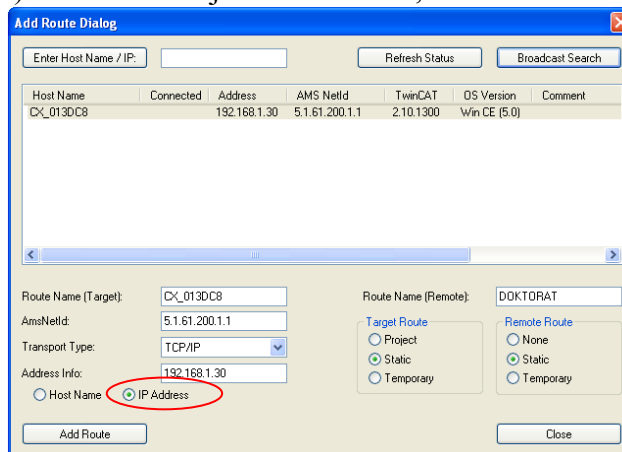 Add Route Dialog
Enter Host Name / IP: Refresh Status Broadcast Search
Host Name Connected Address AMS NetId TwinCAT OS Version Comment
CX_013DC8 192.168.1.30 5.1.61.200.1.1 2.10.1300 Win CE (5.0)
Route Name (Target): CX_013DC8 Route Name (Remote): DOKTORAT
AmsNetId: 5.1.61.200.1.1 Target Route Remote Route
Project None
Transport Type: TCP/IP
Static Static
Address Info: 192.168.1.30 Temporary Temporary
Host Name IP Address
Add Route Close